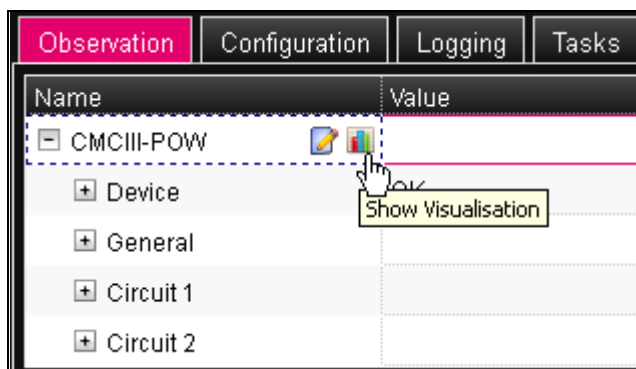 Observation Configuration Logging Tasks
Name Value
CMCIII-POW
Device OK
Show Visualisation
General
Circuit 1
Circuit 2